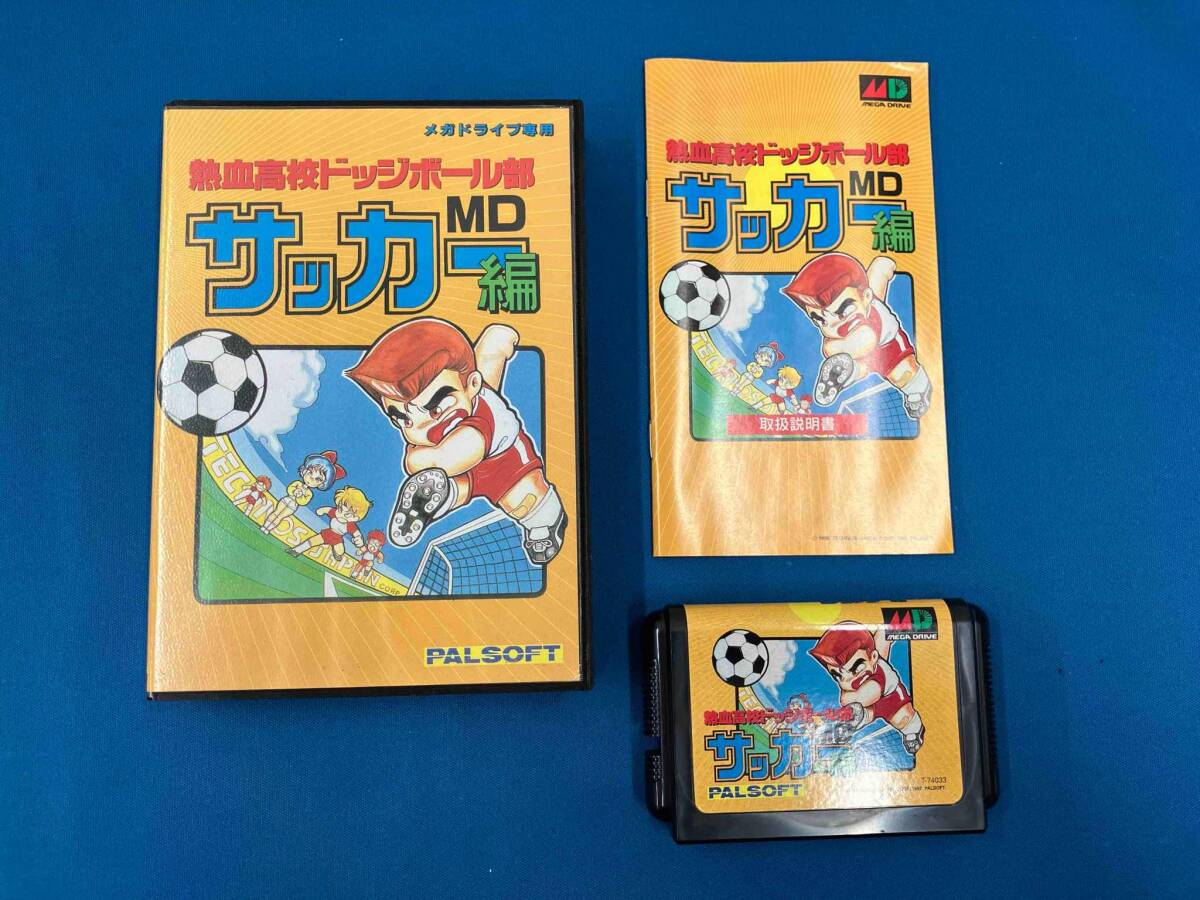 メガドライブ専用
熱血高校ドッジボール部
サッカー編
MD
TECHNOS JAPAN CORP.
PALSOFT
MD
MEGA DRIVE
熱血高校ドッジボール部
サッカー編
MD
TECHNOS
取扱説明書
MD
MEGA DRIVE
熱血高校ドッジボール部
サッカー
MD
T-74033
PALSOFT